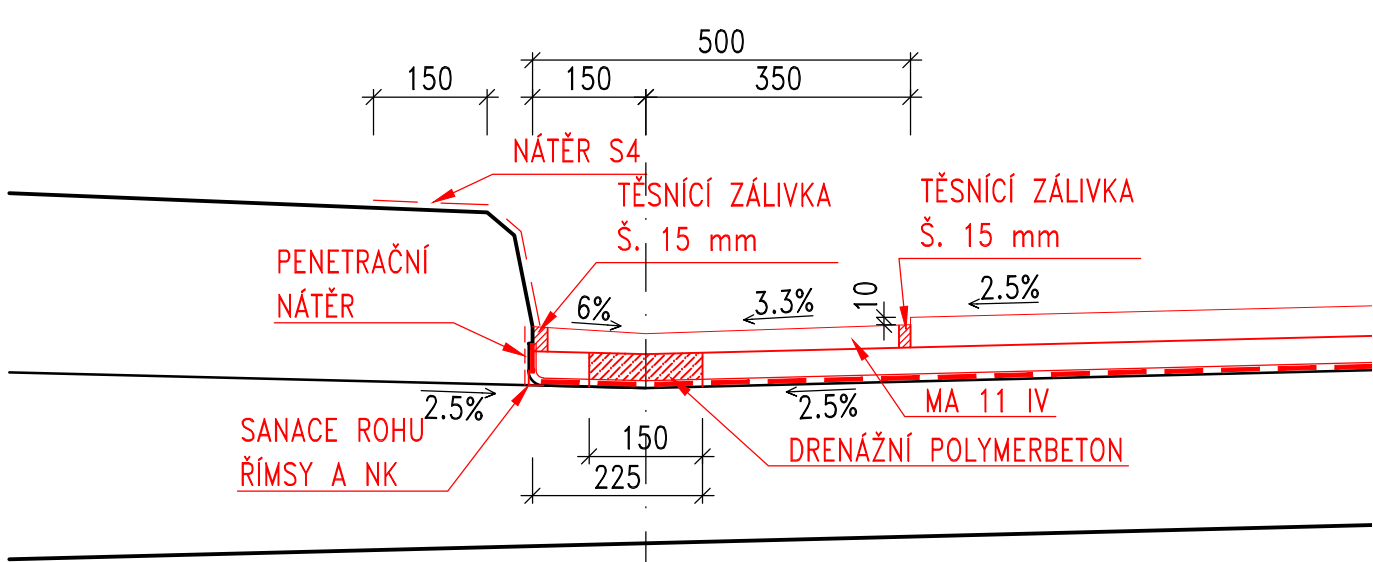 500
150
150
350
NÁTĚR S4
TĚSNÍCÍ ZÁLIVKA
Š. 15 mm
TĚSNÍCÍ ZÁLIVKA
Š. 15 mm
PENETRAČNÍ
NÁTĚR
6%
3.3%
10
2.5%
2.5%
2.5%
MA 11 IV
SANACE ROHU
ŘÍMSY A NK
150
DRENÁŽNÍ POLYMERBETON
225